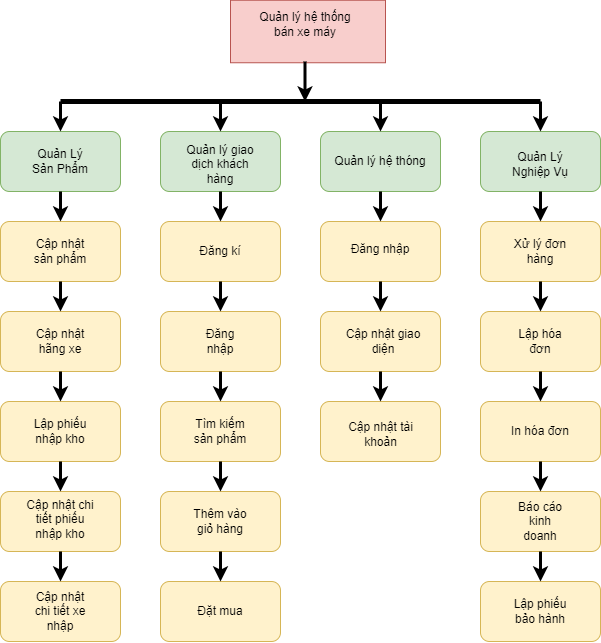 Quản lý hệ thống
bán xe máy
Quản Lý
Sản Phẩm
Quản lý giao
dịch khách
hàng
Quản lý hệ thóng
Quản Lý
Nghiệp Vụ
Cập nhật
sản phẩm
Đăng kí
Đăng nhập
Xử lý đơn
hàng
Cập nhật
hãng xe
Đăng
nhập
Cập nhật giao
diện
Lập hóa
đơn
Lập phiếu
nhập kho
Tìm kiếm
sản phẩm
Cập nhật tài
khoản
In hóa đơn
Cập nhật chi
tiết phiếu
nhập kho
Thêm vào
giỏ hàng
Báo cáo
kinh
doanh
Cập nhật
chi tiết xe
nhập
Đặt mua
Lập phiếu
bảo hành